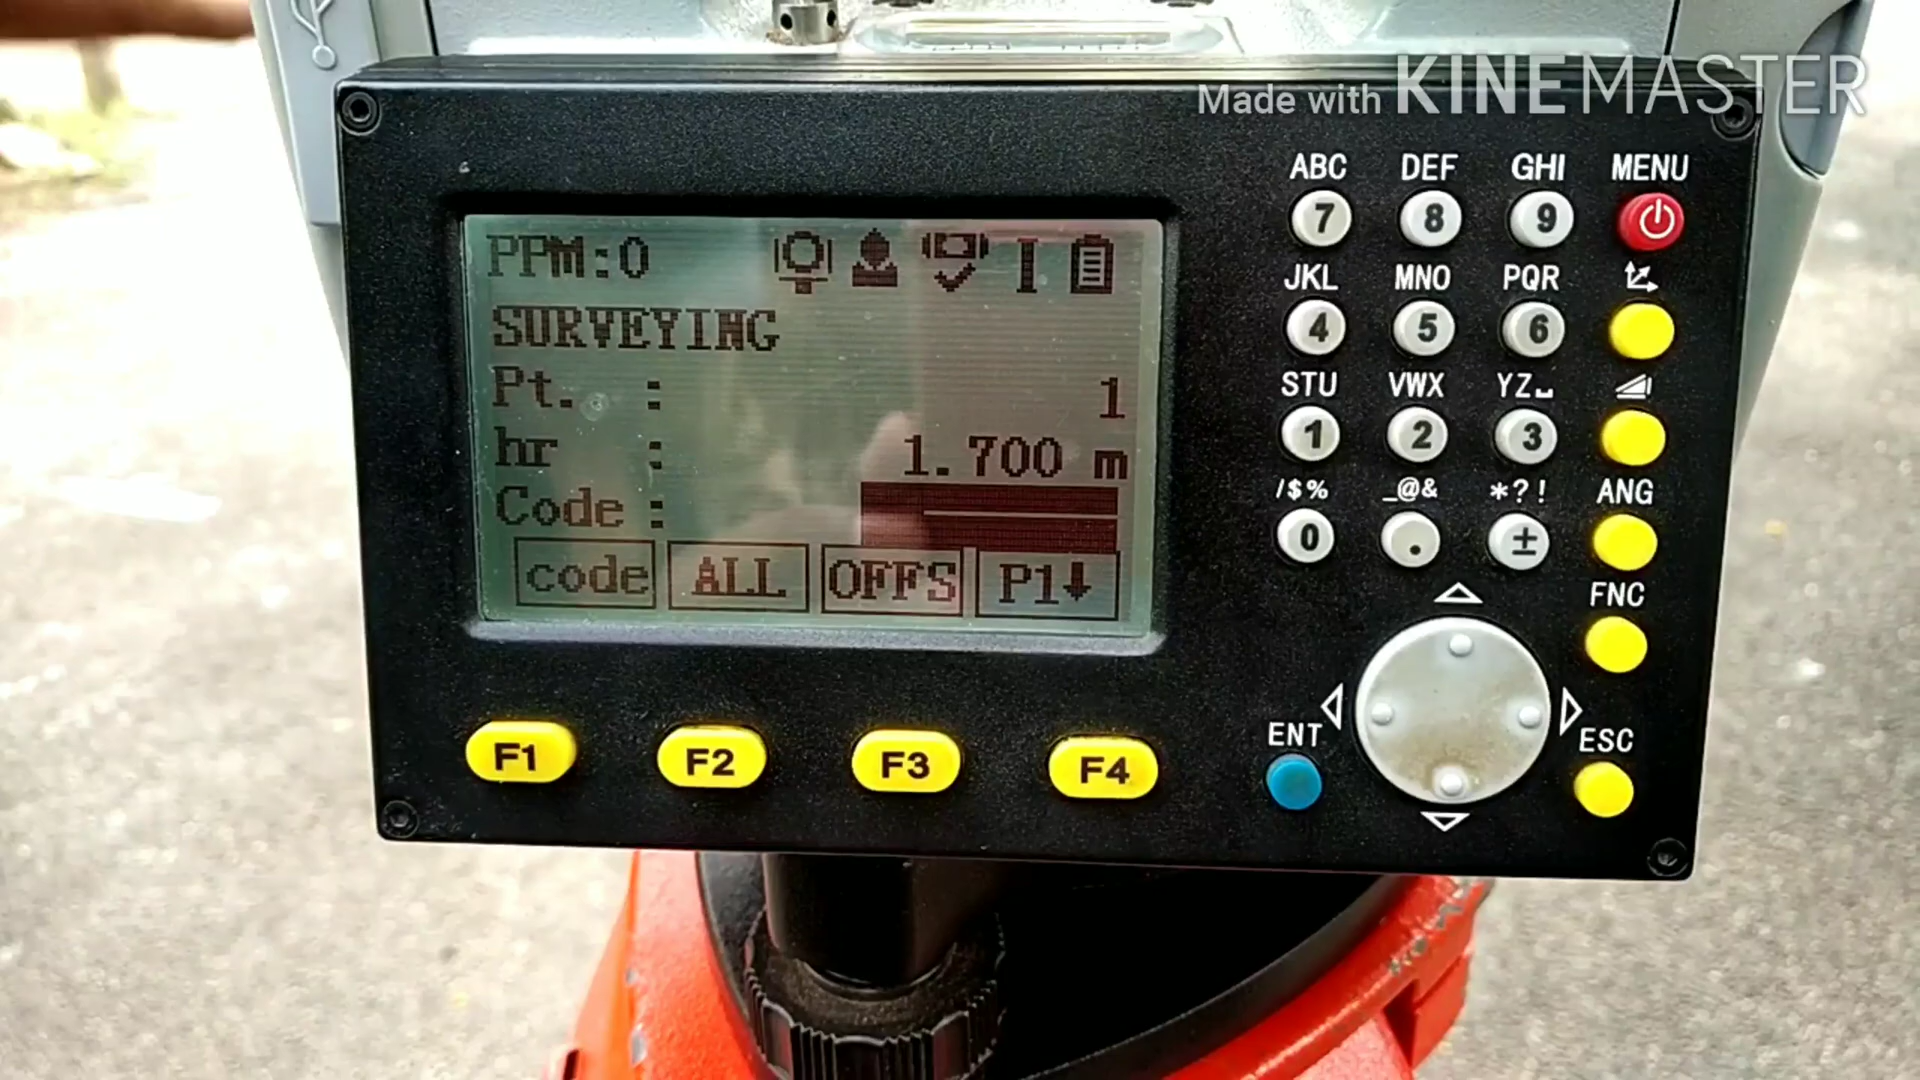 Made with KINEMASTER
PPM:0
SURVEYING
Pt. : 1
hr : 1.700 m
Code :
code ALL OFFS P1↓
F1 F2 F3 F4
ABC DEF GHI MENU
7 8 9
JKL MNO PQR
4 5 6
STU VWX YZ␣
1 2 3
/$% _@& *?! ANG
0 . ±
FNC
ENT ESC